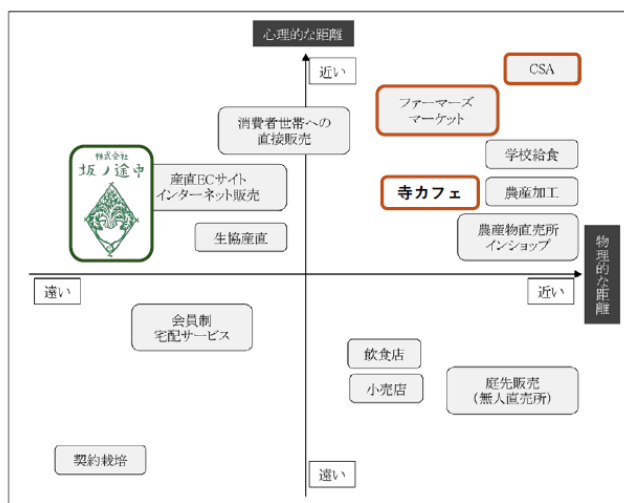 心理的な距離
近い
CSA
ファーマーズ
マーケット
消費者世帯への
直接販売
学校給食
株式会社
坂ノ途中
産直ECサイト
インターネット販売
寺カフェ
農産加工
生協産直
農産物直売所
インショップ
物理的な距離
遠い
近い
会員制
宅配サービス
飲食店
小売店
庭先販売
(無人直売所)
契約栽培
遠い